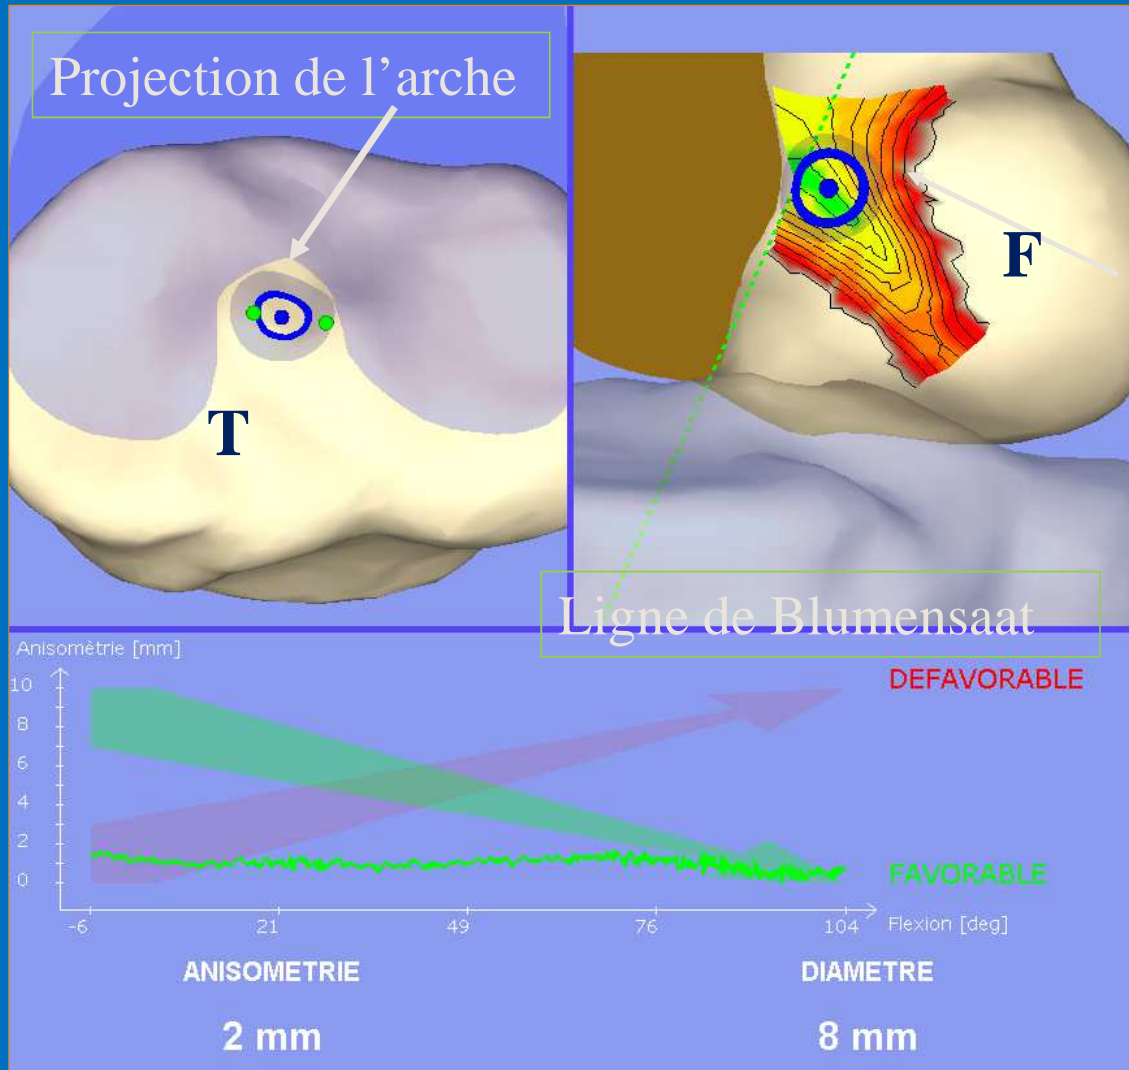 Projection de l’arche
T
F
Ligne de Blumensaat
Anisomètrie [mm]
10
8
6
4
2
0
DEFAVORABLE
FAVORABLE
-6 21 49 76 104 Flexion [deg]
ANISOMETRIE DIAMETRE
2 mm 8 mm